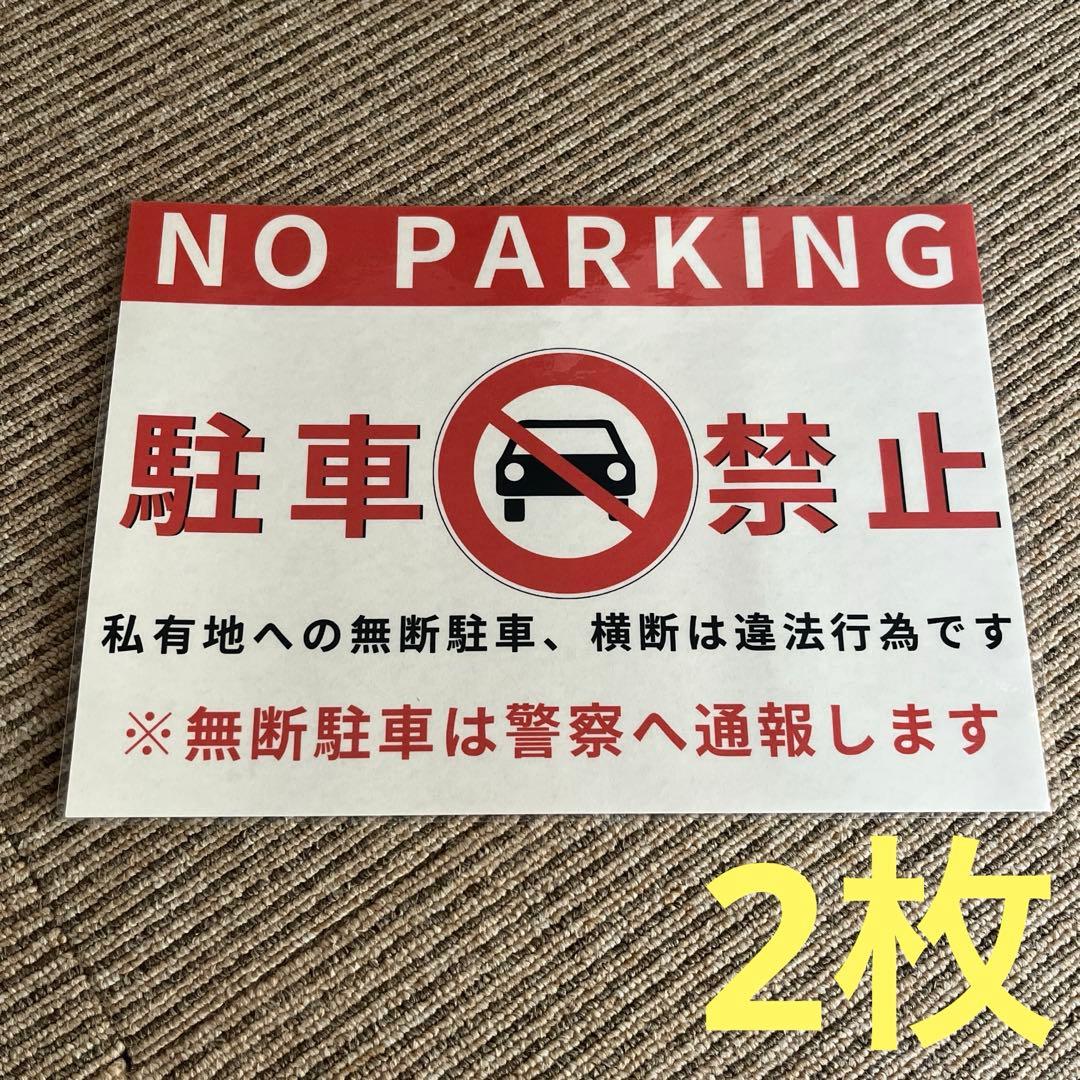 NO PARKING
駐車禁止
私有地への無断駐車、横断は違法行為です
※無断駐車は警察へ通報します
2枚